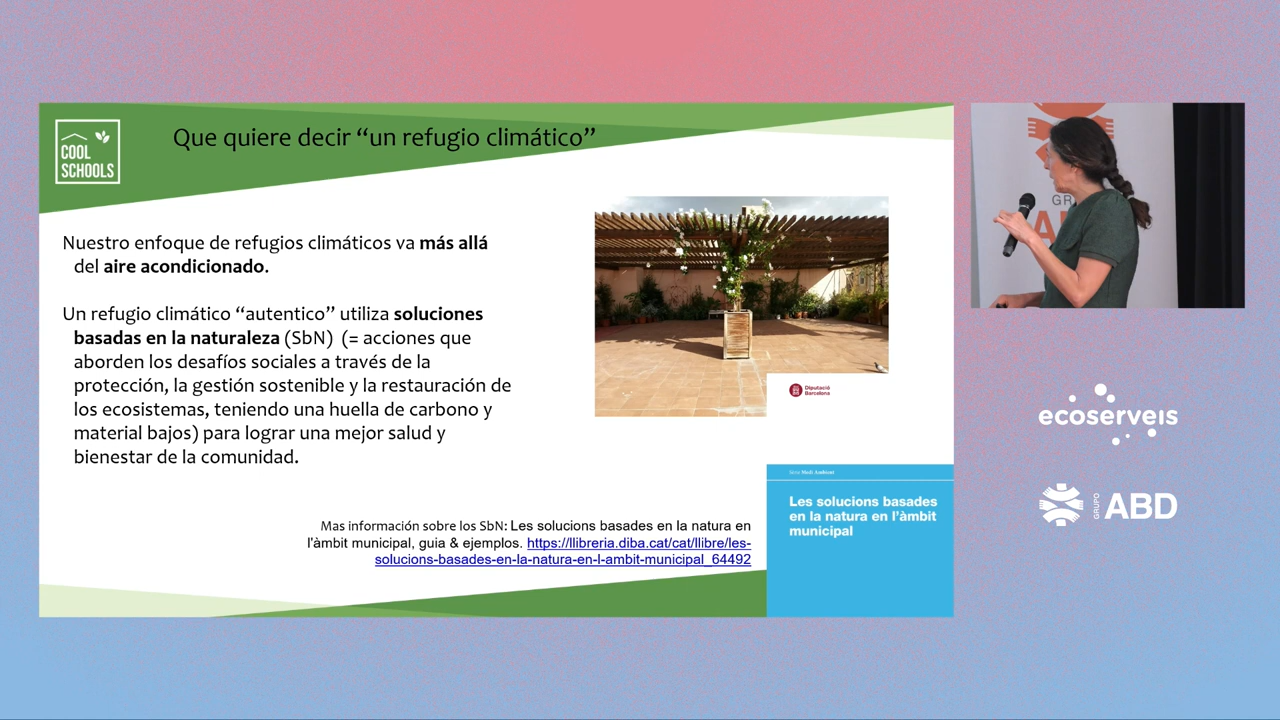 COOL
SCHOOLS
Que quiere decir “un refugio climático”
Nuestro enfoque de refugios climáticos va más allá
del aire acondicionado.
Un refugio climático “autentico” utiliza soluciones
basadas en la naturaleza (SbN) (= acciones que
aborden los desafíos sociales a través de la
protección, la gestión sostenible y la restauración de
los ecosistemas, teniendo una huella de carbono y
material bajos) para lograr una mejor salud y
bienestar de la comunidad.
Diputació
Barcelona
Sèrie Medi Ambient
Les solucions basades
en la natura en l'àmbit
municipal
Mas información sobre los SbN: Les solucions basades en la natura en
l'àmbit municipal, guia & ejemplos. https://llibreria.diba.cat/cat/llibre/les-
solucions-basades-en-la-natura-en-l-ambit-municipal_64492
GR
A
ecoserveis
GRUPO
ABD